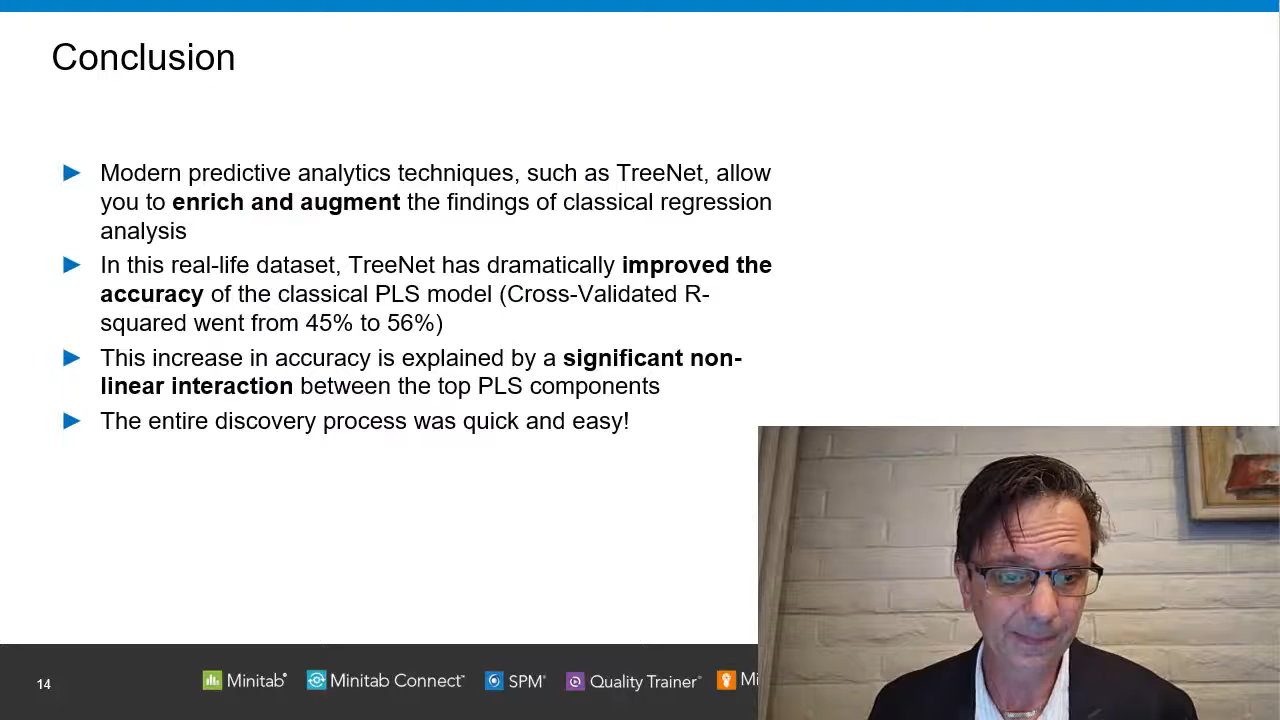 Conclusion
Modern predictive analytics techniques, such as TreeNet, allow
you to enrich and augment the findings of classical regression
analysis
In this real-life dataset, TreeNet has dramatically improved the
accuracy of the classical PLS model (Cross-Validated R-
squared went from 45% to 56%)
This increase in accuracy is explained by a significant non-
linear interaction between the top PLS components
The entire discovery process was quick and easy!
14 Minitab® Minitab Connect™ SPM® Quality Trainer® Mi